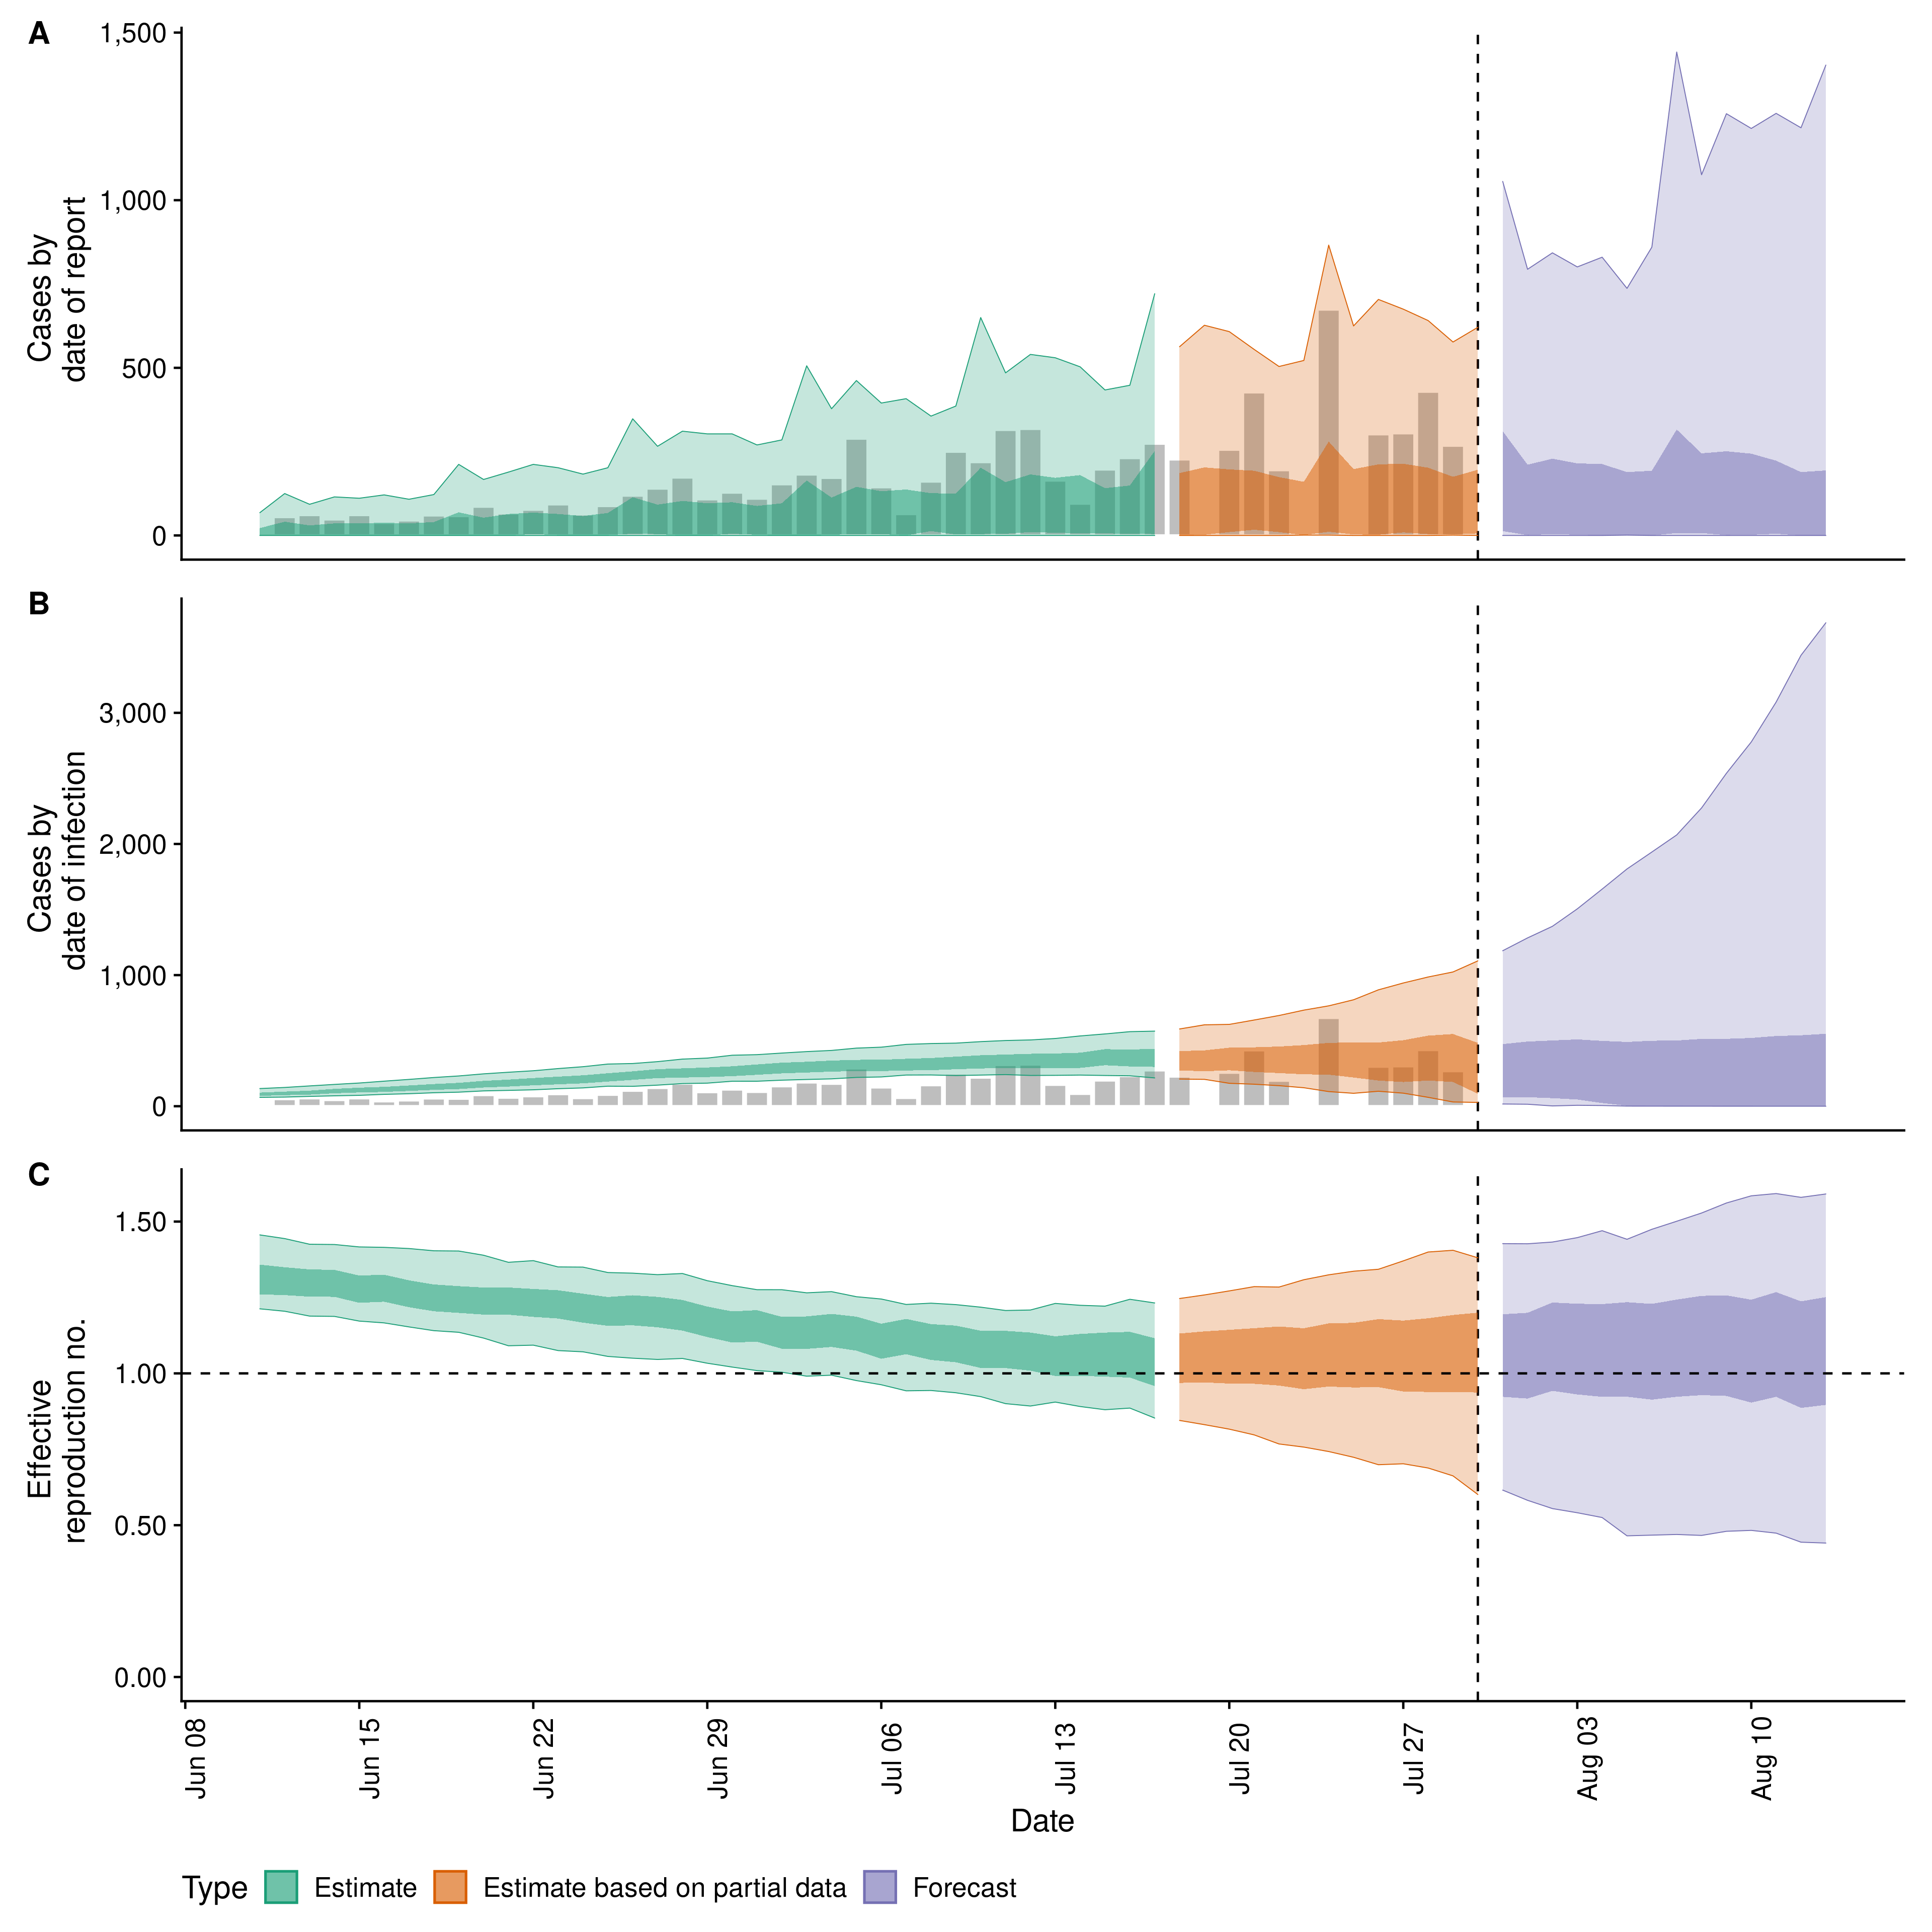 A
Cases by
date of report
1,500
1,000
500
0
B
Cases by
date of infection
3,000
2,000
1,000
0
C
Effective
reproduction no.
1.50
1.00
0.50
0.00
Jun 08
Jun 15
Jun 22
Jun 29
Jul 06
Jul 13
Jul 20
Jul 27
Aug 03
Aug 10
Date
Type Estimate Estimate based on partial data Forecast